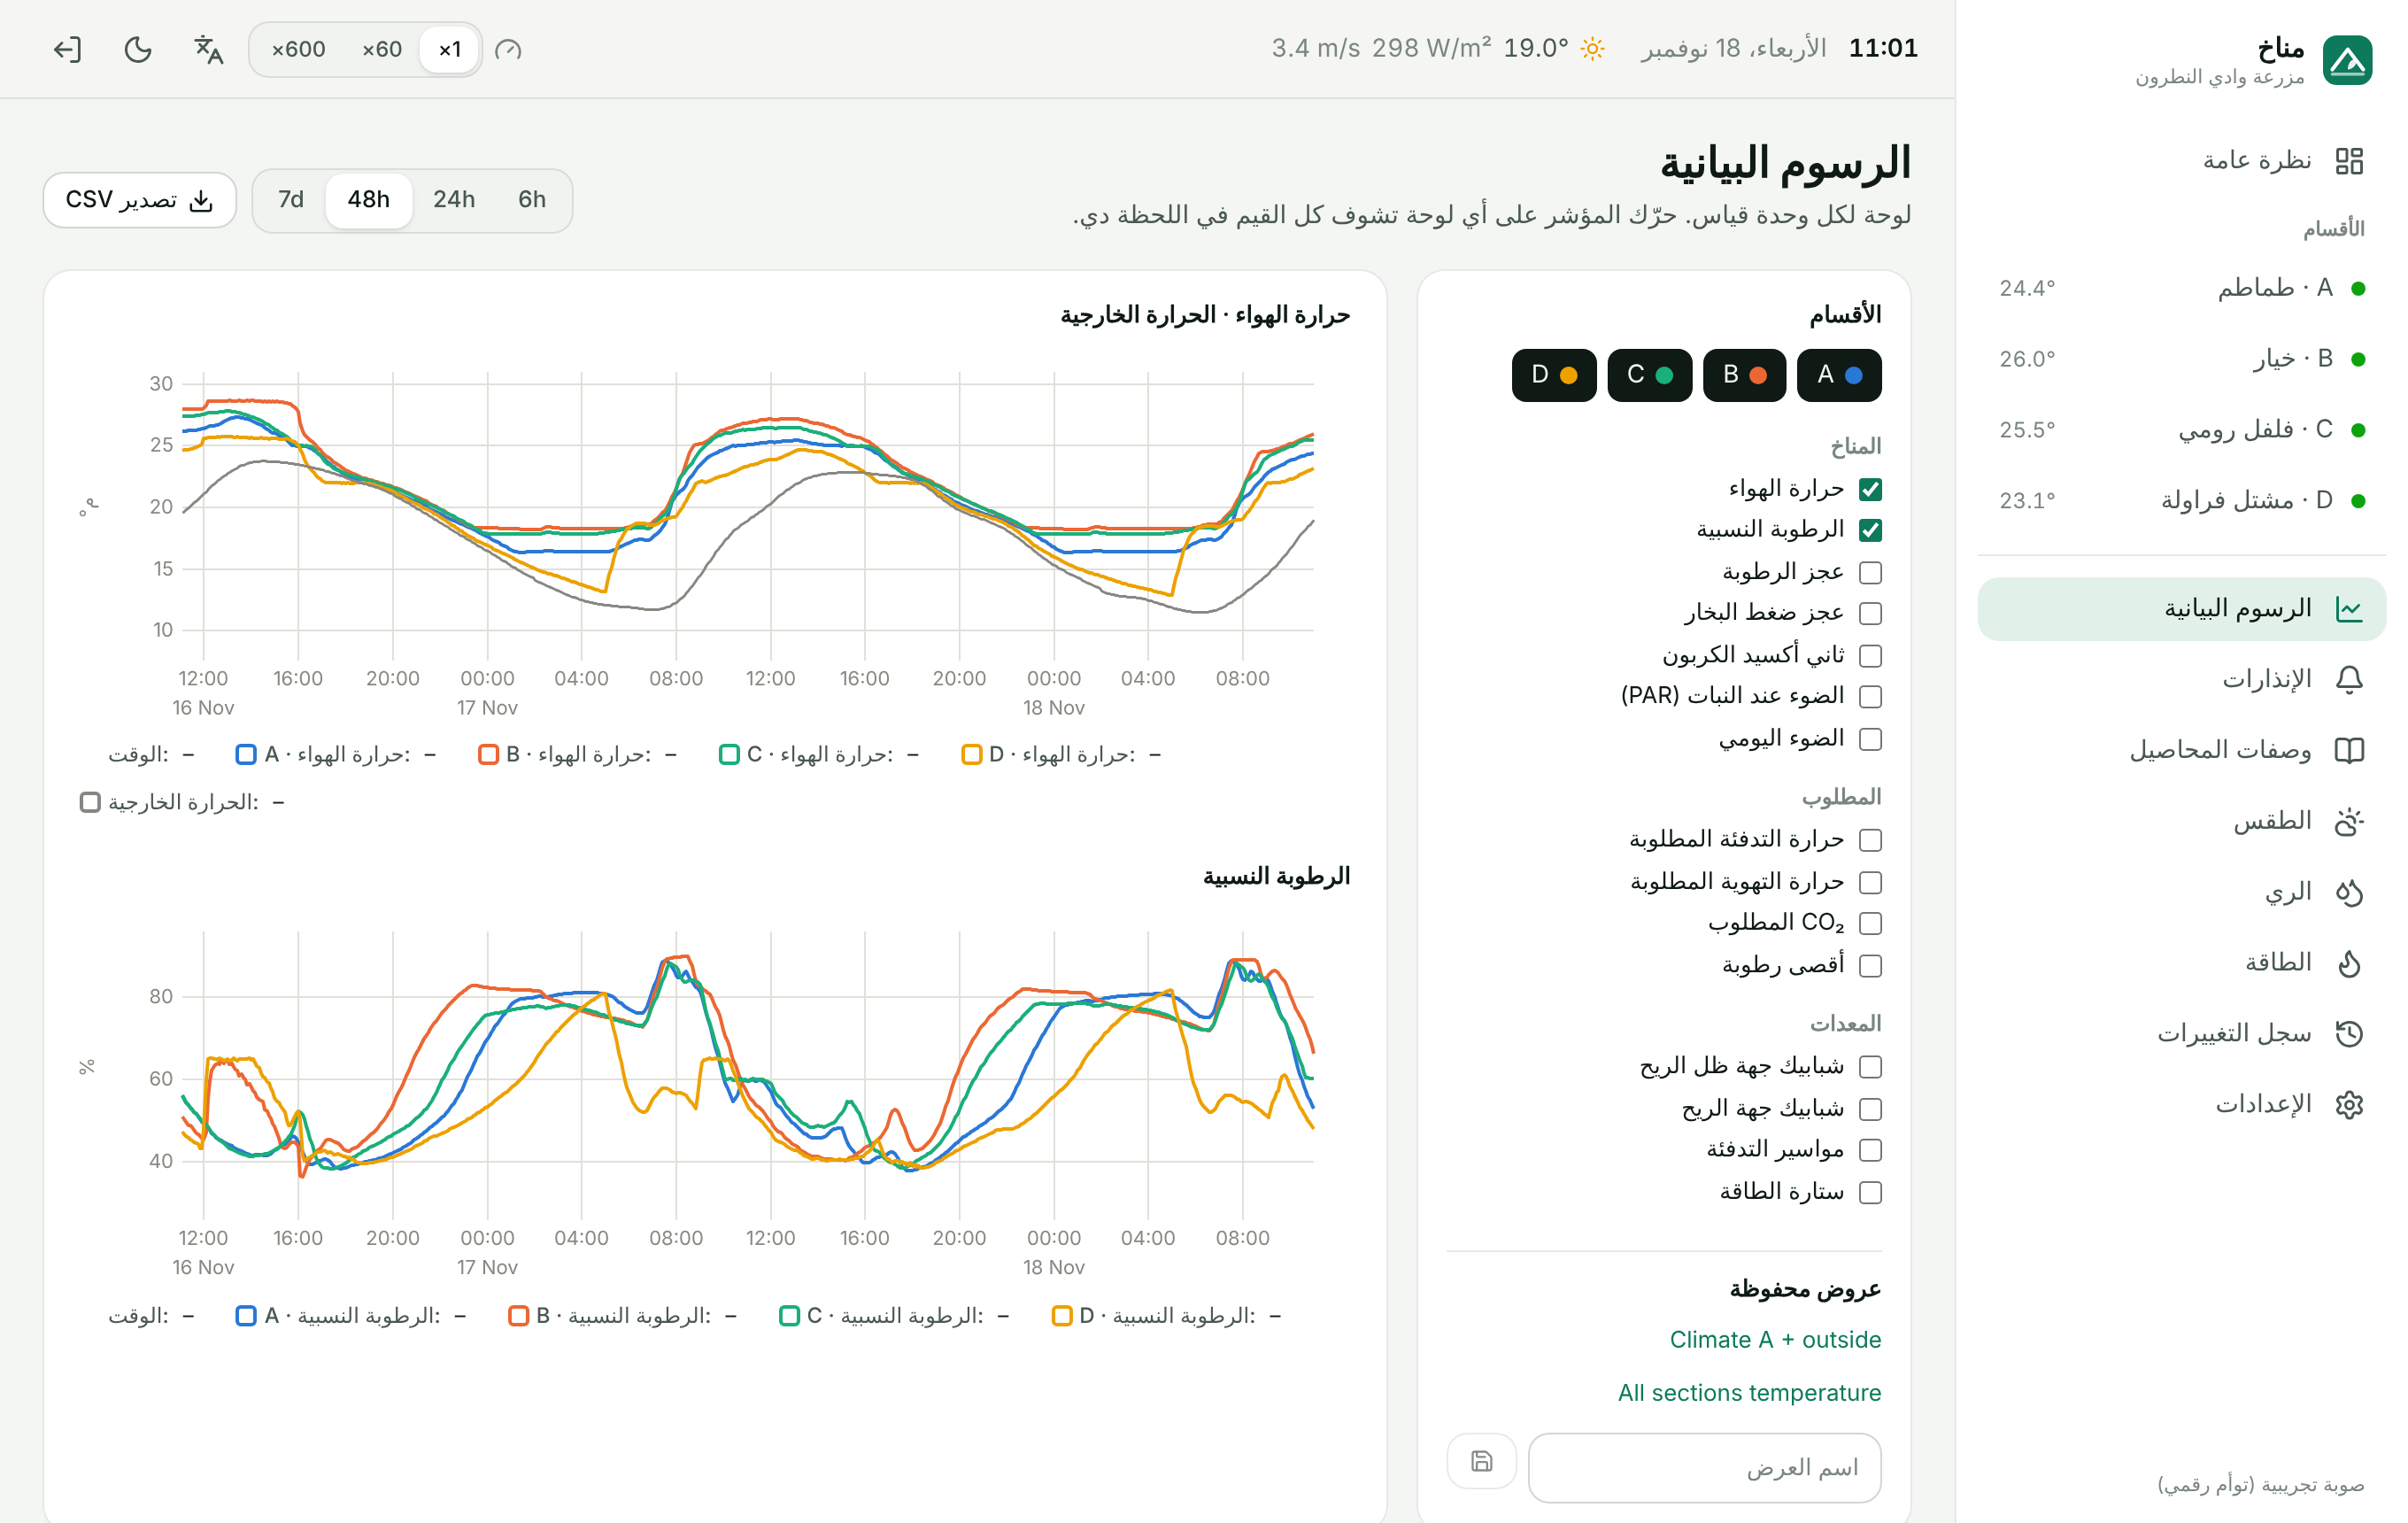 مناخ
مزرعة وادي النطرون
نظرة عامة
الأقسام
A · طماطم 24.4°
B · خيار 26.0°
C · فلفل رومي 25.5°
D · مشتل فراولة 23.1°
الرسوم البيانية
الإنذارات
وصفات المحاصيل
الطقس
الري
الطاقة
سجل التغييرات
الإعدادات
صوبة تجريبية (توأم رقمي)
11:01 الأربعاء، 18 نوفمبر 19.0° 298 W/m² 3.4 m/s
×1 ×60 ×600
الرسوم البيانية
لوحة لكل وحدة قياس. حرّك المؤشر على أي لوحة تشوف كل القيم في اللحظة دي.
6h 24h 48h 7d
تصدير CSV
الأقسام
A B C D
المناخ
حرارة الهواء
الرطوبة النسبية
عجز الرطوبة
عجز ضغط البخار
ثاني أكسيد الكربون
الضوء عند النبات (PAR)
الضوء اليومي
المطلوب
حرارة التدفئة المطلوبة
حرارة التهوية المطلوبة
CO₂ المطلوب
أقصى رطوبة
المعدات
شبابيك جهة ظل الريح
شبابيك جهة الريح
مواسير التدفئة
ستارة الطاقة
عروض محفوظة
Climate A + outside
All sections temperature
اسم العرض
حرارة الهواء · الحرارة الخارجية
°م
30
25
20
15
10
12:00 16:00 20:00 00:00 04:00 08:00 12:00 16:00 20:00 00:00 04:00 08:00
16 Nov 17 Nov 18 Nov
الوقت: – A · حرارة الهواء: – B · حرارة الهواء: – C · حرارة الهواء: – D · حرارة الهواء: –
الحرارة الخارجية: –
الرطوبة النسبية
%
80
60
40
12:00 16:00 20:00 00:00 04:00 08:00 12:00 16:00 20:00 00:00 04:00 08:00
16 Nov 17 Nov 18 Nov
الوقت: – A · الرطوبة النسبية: – B · الرطوبة النسبية: – C · الرطوبة النسبية: – D · الرطوبة النسبية: –